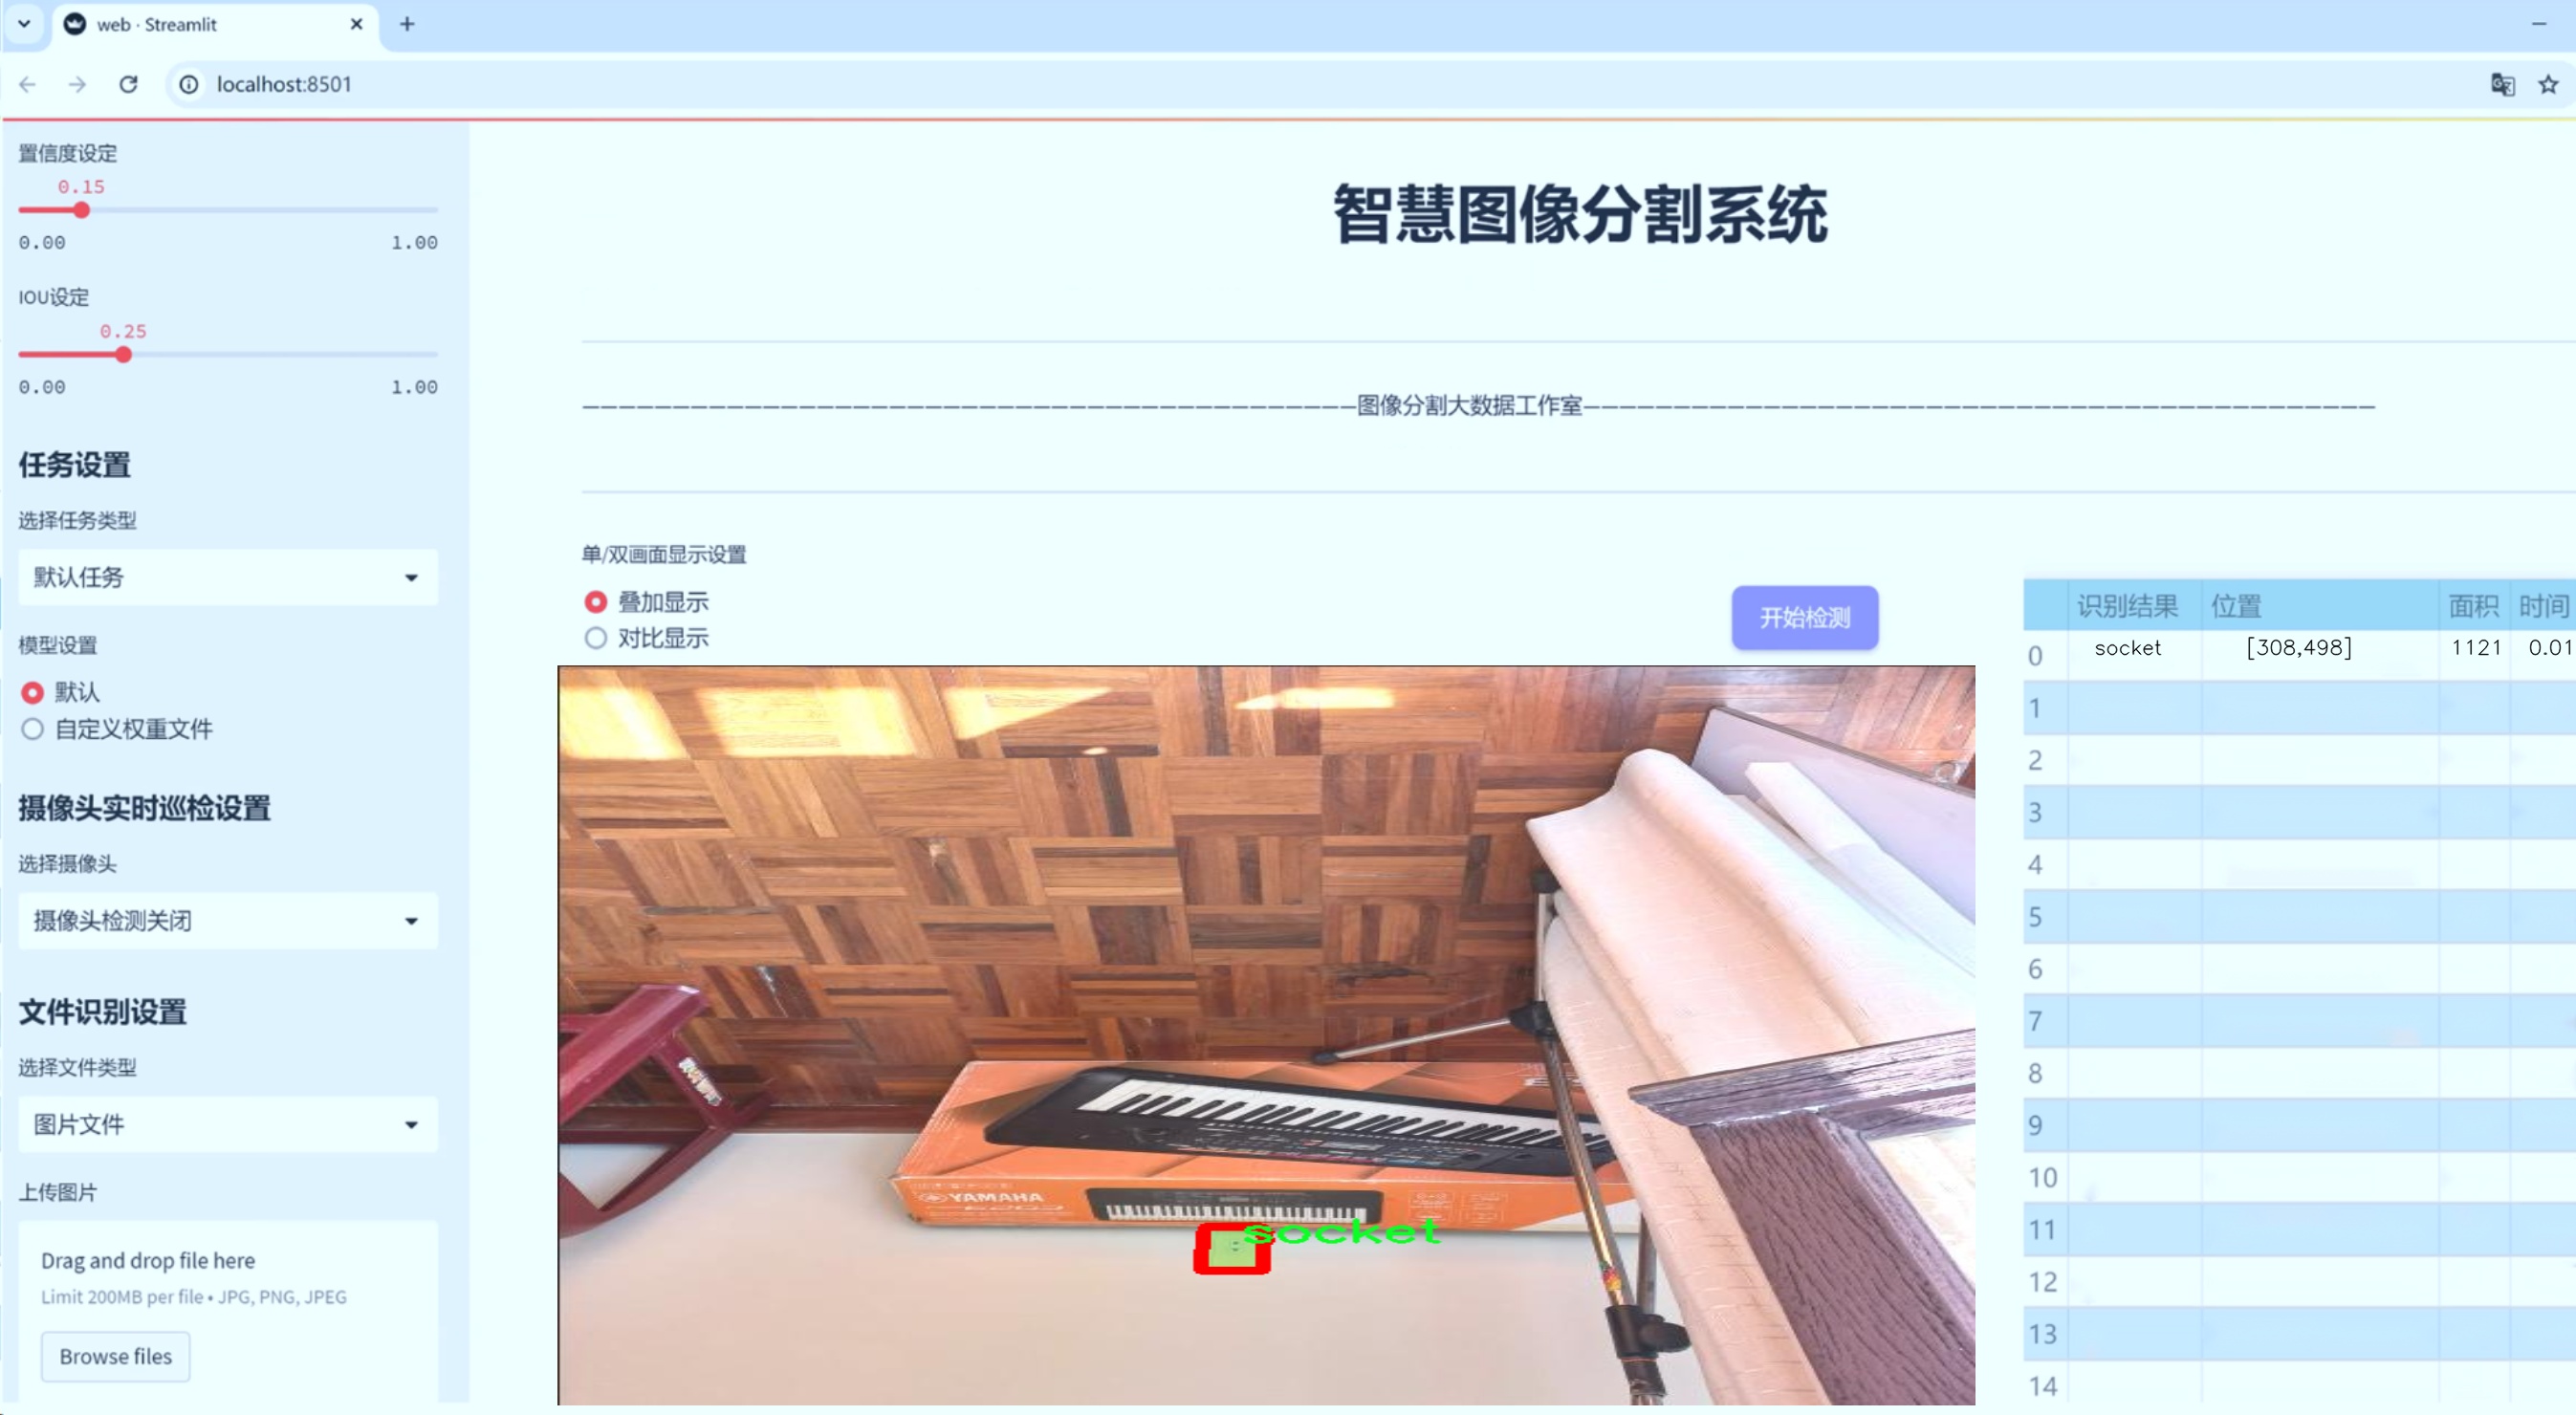 web · Streamlit
localhost:8501
置信度设定
0.15
0.00 1.00
IOU设定
0.25
0.00 1.00
任务设置
选择任务类型
默认任务
模型设置
默认
自定义权重文件
摄像头实时巡检设置
选择摄像头
摄像头检测关闭
文件识别设置
选择文件类型
图片文件
上传图片
Drag and drop file here
Limit 200MB per file • JPG, PNG, JPEG
Browse files
智慧图像分割系统
———————————————————————————————————————————图像分割大数据工作室————————————————————————————————————————————
单/双画面显示设置
叠加显示
对比显示
开始检测
YAMAHA
socket
识别结果 位置 面积 时间
0 socket [308,498] 1121 0.01
1
2
3
4
5
6
7
8
9
10
11
12
13
14